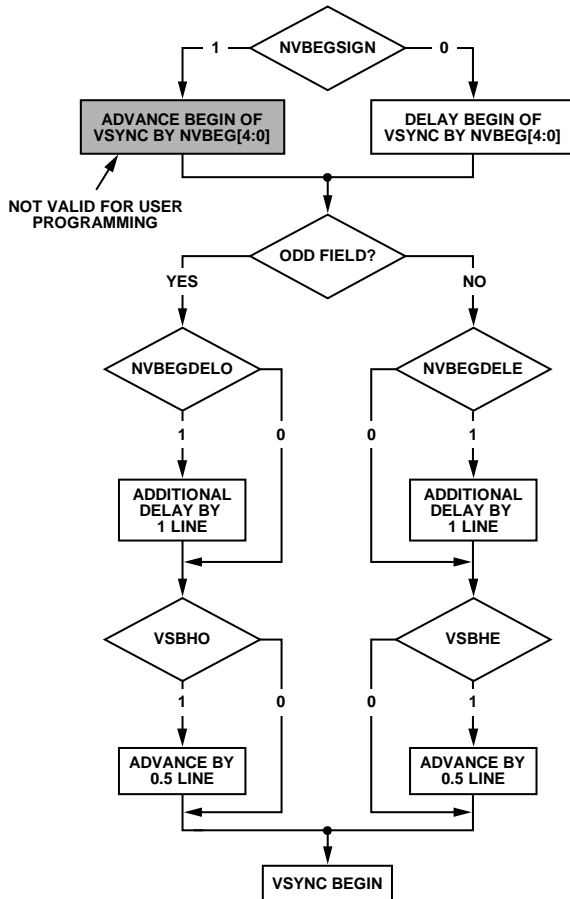 NVBEGSIGN
1
0
ADVANCE BEGIN OF
VSYNC BY NVBEG[4:0]
DELAY BEGIN OF
VSYNC BY NVBEG[4:0]
NOT VALID FOR USER
PROGRAMMING
ODD FIELD?
YES
NO
NVBEGDELO
NVBEGDELE
1
0
0
1
ADDITIONAL
DELAY BY
1 LINE
ADDITIONAL
DELAY BY
1 LINE
VSBHO
VSBHE
1
0
0
1
ADVANCE BY
0.5 LINE
ADVANCE BY
0.5 LINE
VSYNC BEGIN